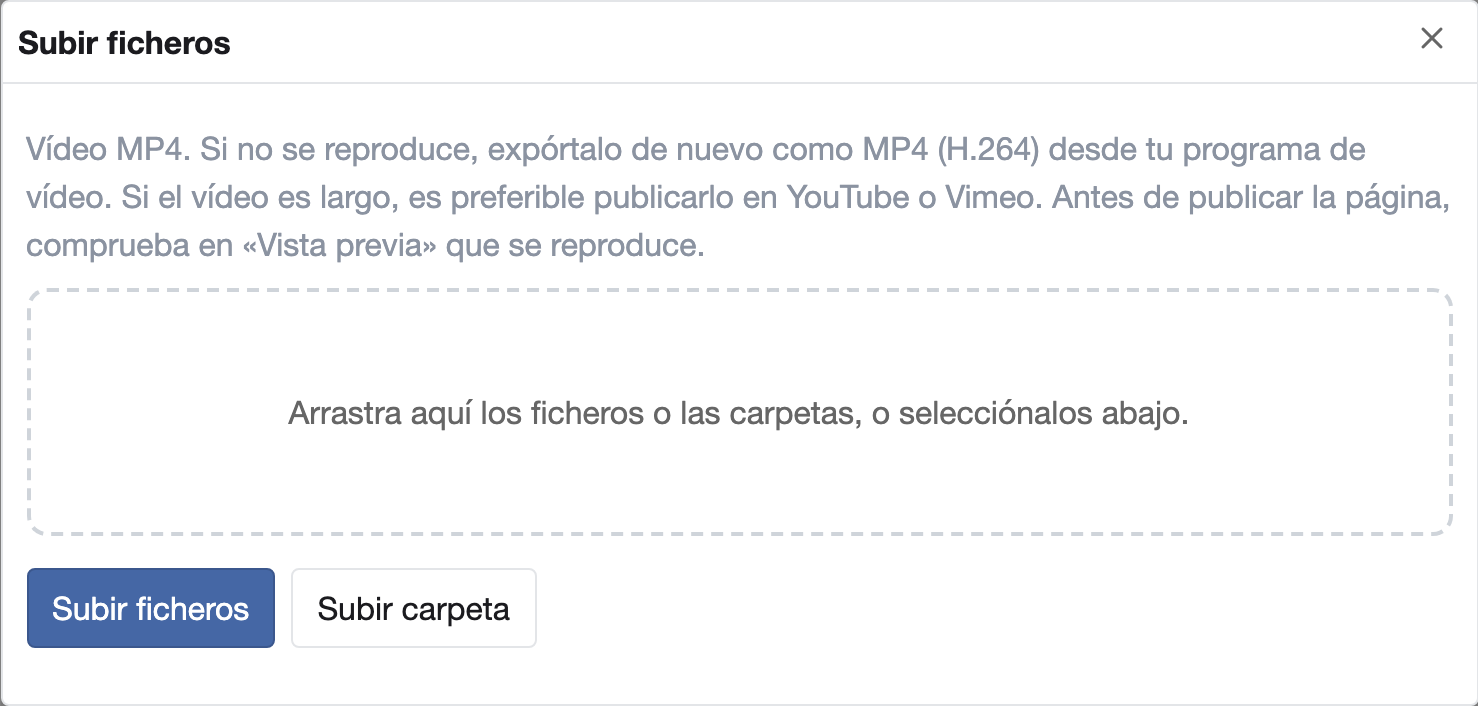 Subir ficheros
Vídeo MP4. Si no se reproduce, expórtalo de nuevo como MP4 (H.264) desde tu programa de
vídeo. Si el vídeo es largo, es preferible publicarlo en YouTube o Vimeo. Antes de publicar la página,
comprueba en «Vista previa» que se reproduce.
Arrastra aquí los ficheros o las carpetas, o selecciónalos abajo.
Subir ficheros
Subir carpeta